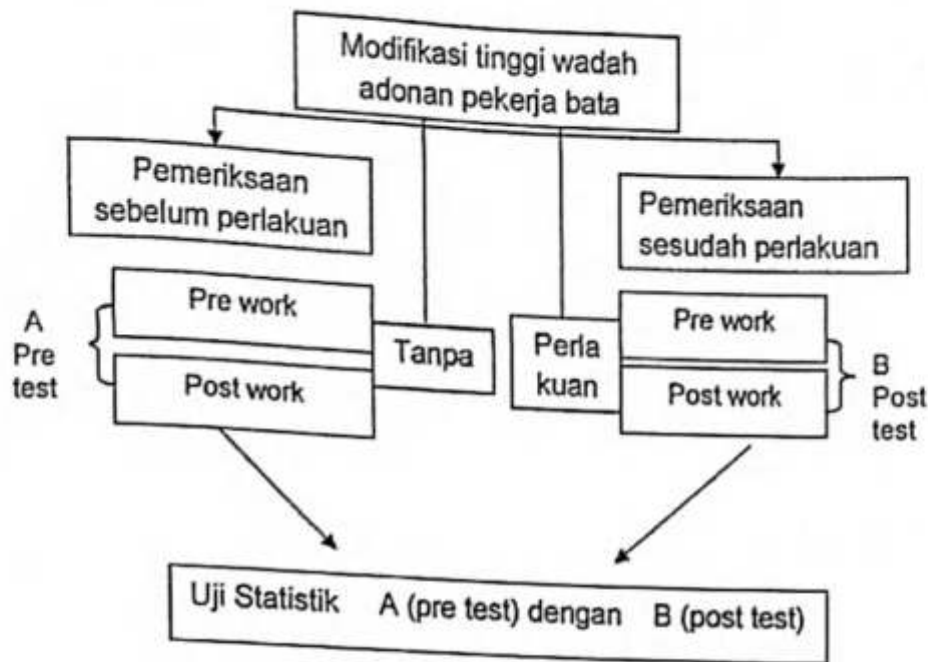 Modifikasi tinggi wadah
adonan pekerja bata
Pemeriksaan
sebelum perlakuan
Pemeriksaan
sesudah perlakuan
A
Pre
test
Pre work
Post work
Tanpa
Perla
kuan
Pre work
Post work
B
Post
test
Uji Statistik A (pre test) dengan B (post test)